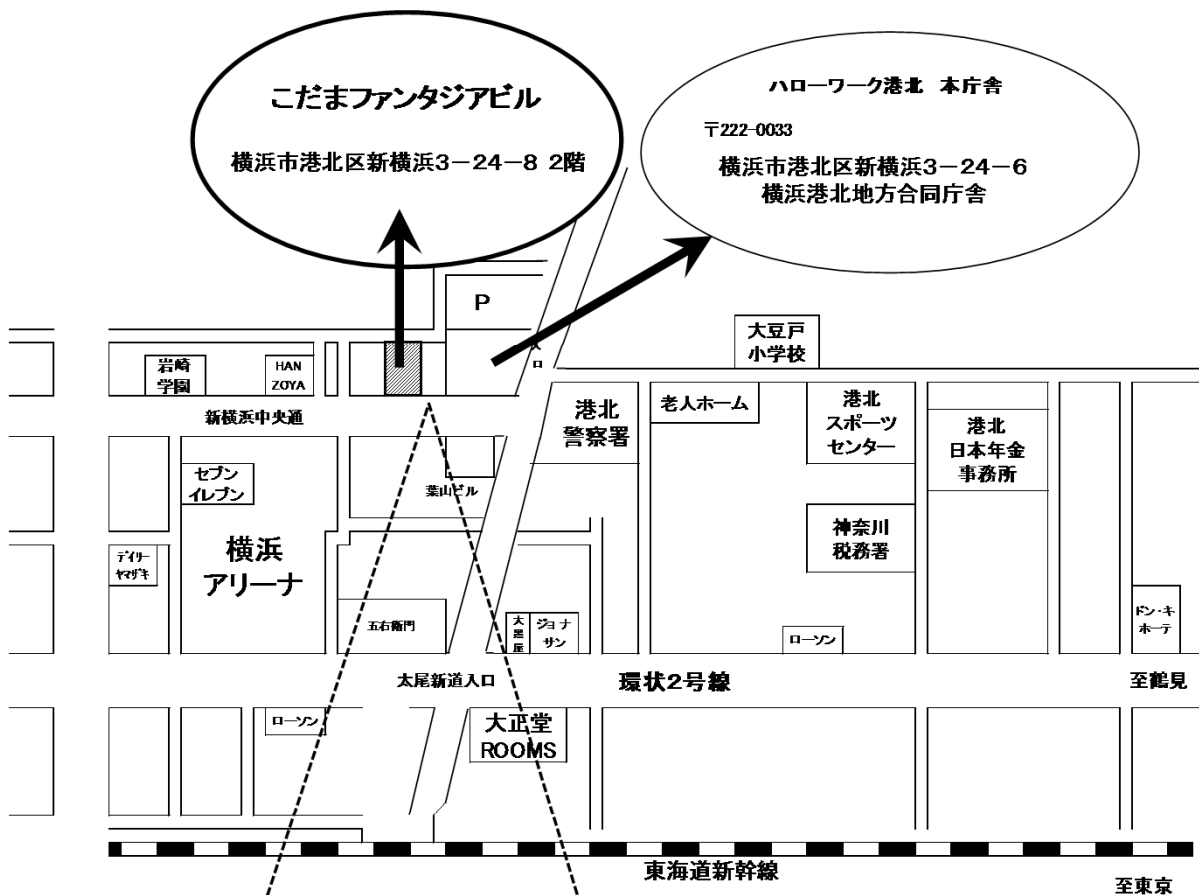 こだまファンタジアビル
横浜市港北区新横浜3-24-8 2階
ハローワーク港北 本庁舎
〒222-0033
横浜市港北区新横浜3-24-6
横浜港北地方合同庁舎
P
大豆戸
小学校
岩崎
学園
HAN
ZOYA
入
口
新横浜中央通
港北
警察署
老人ホーム
港北
スポーツ
センター
港北
日本年金
事務所
セブン
イレブン
葉山ビル
横浜
アリーナ
デイリー
ヤマザキ
神奈川
税務署
五右衛門
大
黒
屋
ジョナ
サン
ローソン
ドン・キ
ホーテ
太尾新道入口
環状2号線
至鶴見
ローソン
大正堂
ROOMS
東海道新幹線
至東京